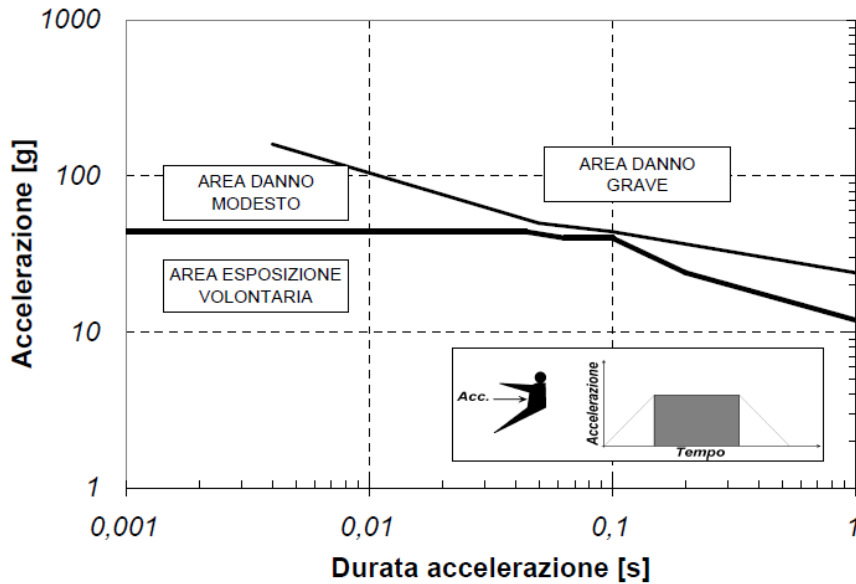 1000
100
10
1
Accelerazione [g]
AREA DANNO
MODESTO
AREA DANNO
GRAVE
AREA ESPOSIZIONE
VOLONTARIA
Acc.
Accelerazione
Tempo
0,001
0,01
0,1
1
Durata accelerazione [s]